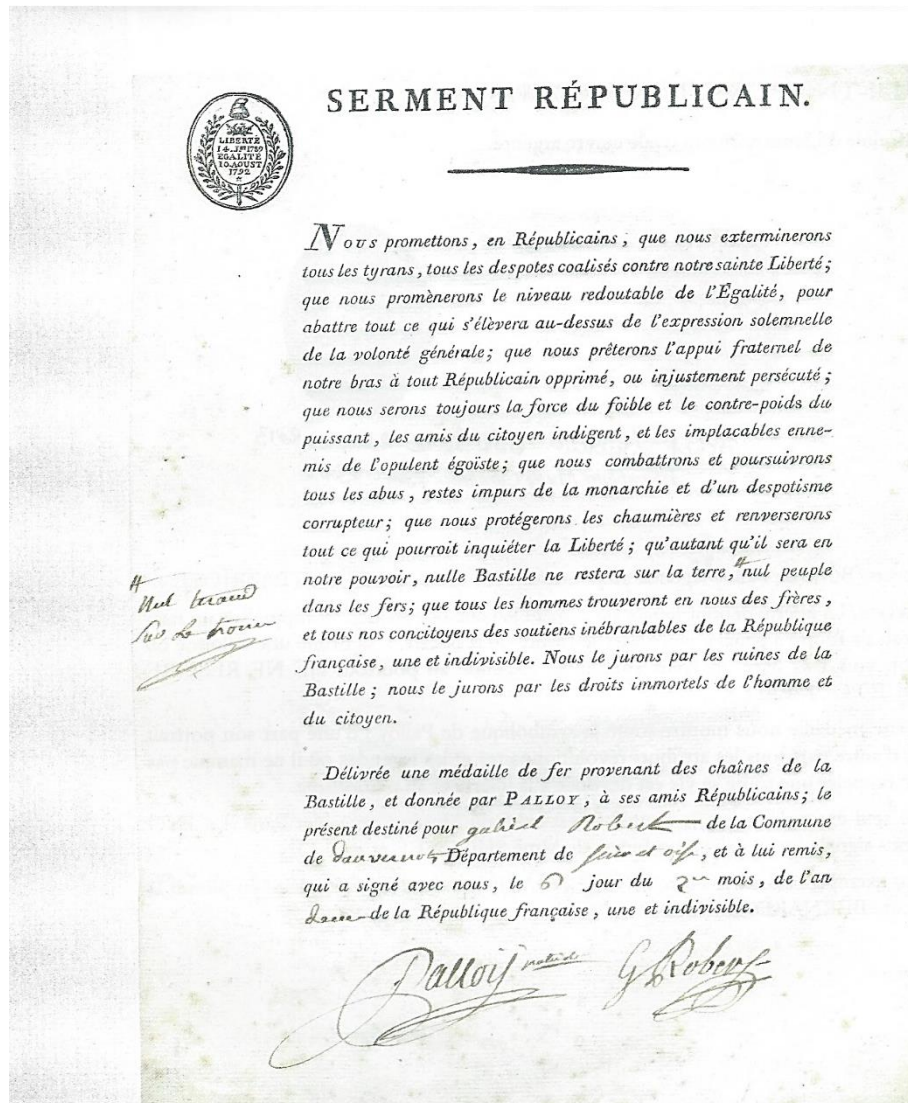 SERMENT RÉPUBLICAIN.
LIBERTÉ
14. J.ET 1789
EGALITÉ
10. AOUST
1792
Nous promettons, en Républicains, que nous exterminerons
tous les tyrans, tous les despotes coalisés contre notre sainte Liberté;
que nous promènerons le niveau redoutable de l'Égalité, pour
abattre tout ce qui s'élèvera au-dessus de l'expression solemnelle
de la volonté générale; que nous prêterons l'appui fraternel de
notre bras à tout Républicain opprimé, ou injustement persécuté;
que nous serons toujours la force du foible et le contre-poids du
puissant, les amis du citoyen indigent, et les implacables enne-
mis de l'opulent égoïste; que nous combattrons et poursuivrons
tous les abus, restes impurs de la monarchie et d'un despotisme
corrupteur; que nous protégerons les chaumières et renverserons
tout ce qui pourroit inquiéter la Liberté; qu'autant qu'il sera en
notre pouvoir, nulle Bastille ne restera sur la terre, # nul peuple
dans les fers; que tous les hommes trouveront en nous des frères,
et tous nos concitoyens des soutiens inébranlables de la République
française, une et indivisible. Nous le jurons par les ruines de la
Bastille; nous le jurons par les droits immortels de l'homme et
du citoyen.
#
Nul
Sur Le
Délivrée une médaille de fer provenant des chaînes de la
Bastille, et donnée par PALLOY, à ses amis Républicains; le
présent destiné pour gabriel Robert de la Commune
de Département de Seine et oise, et à lui remis,
qui a signé avec nous, le 6 jour du 2me mois, de l'an
deux de la République française, une et indivisible.
Palloy patriote G Robert